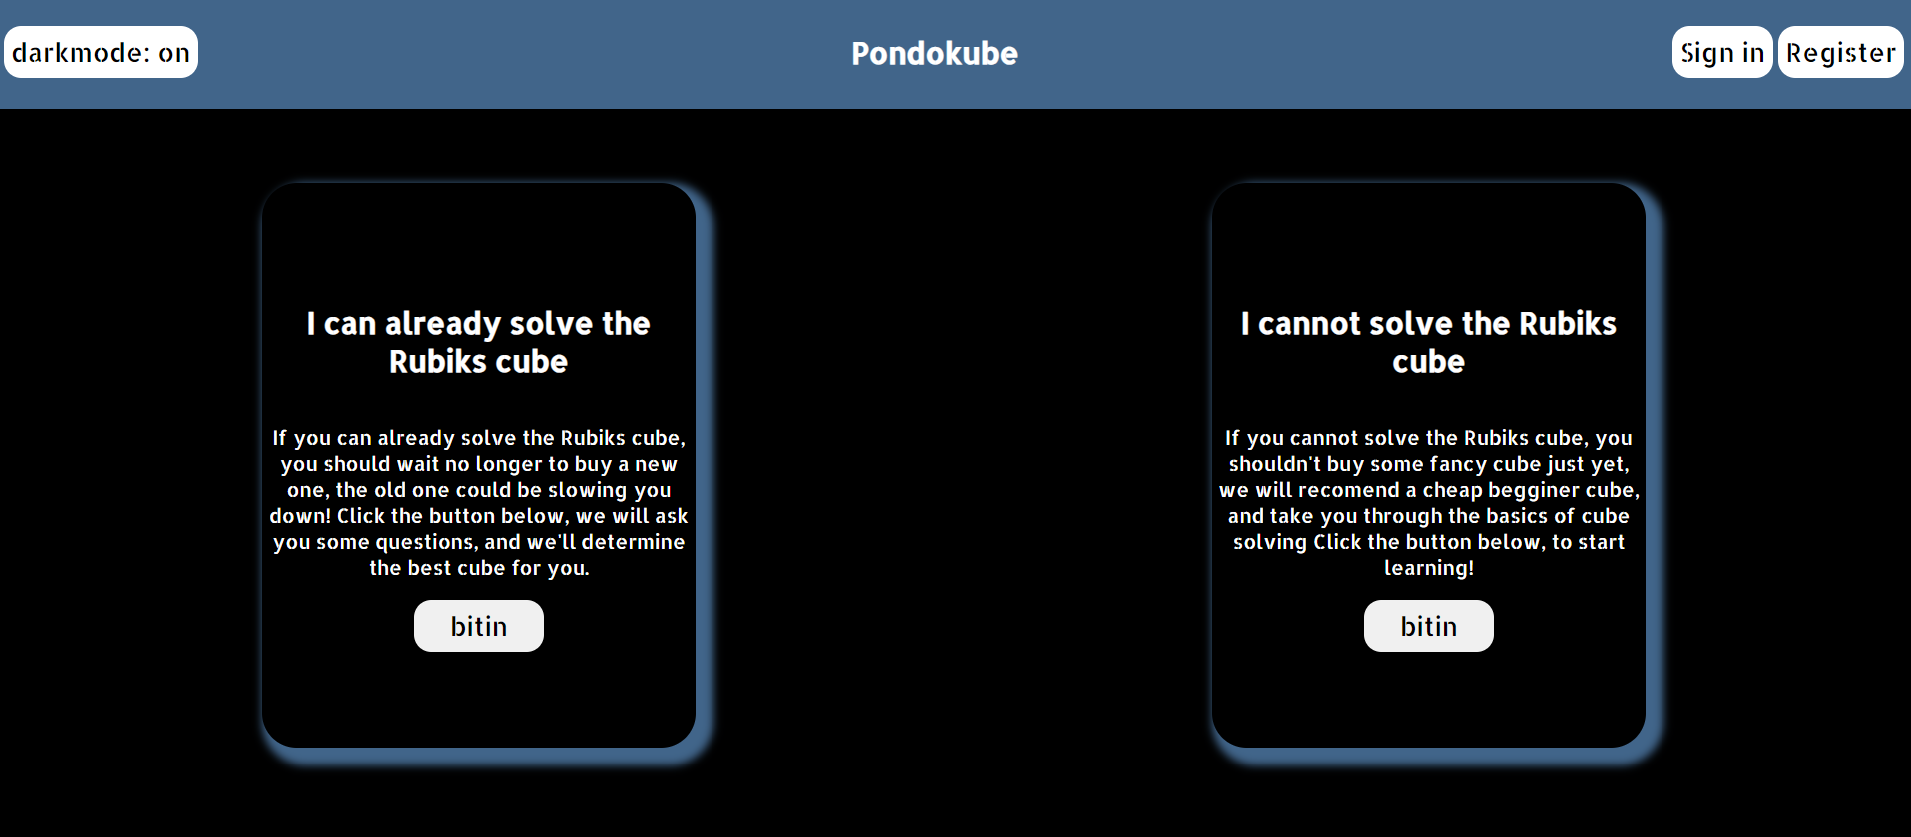 darkmode: on
Pondokube
Sign in
Register
I can already solve the
Rubiks cube
If you can already solve the Rubiks cube,
you should wait no longer to buy a new
one, the old one could be slowing you
down! Click the button below, we will ask
you some questions, and we'll determine
the best cube for you.
bitin
I cannot solve the Rubiks
cube
If you cannot solve the Rubiks cube, you
shouldn't buy some fancy cube just yet,
we will recomend a cheap begginer cube,
and take you through the basics of cube
solving Click the button below, to start
learning!
bitin